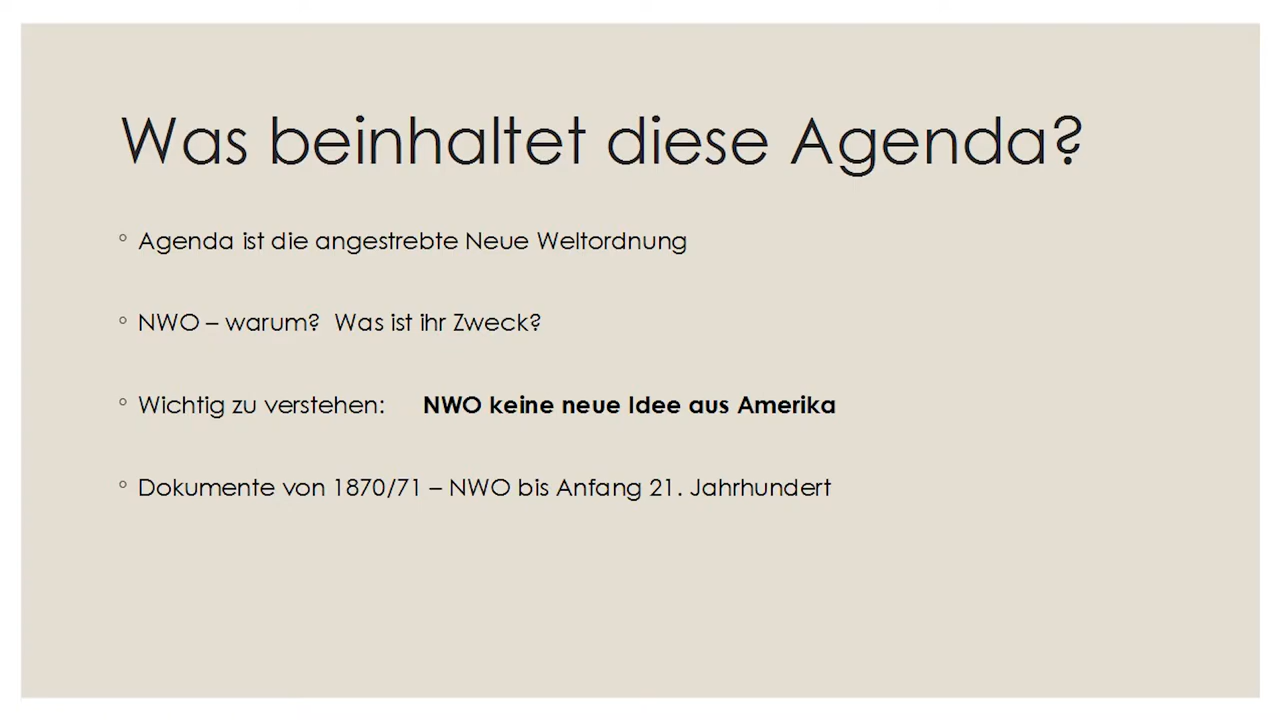 Was beinhaltet diese Agenda?
◦ Agenda ist die angestrebte Neue Weltordnung
◦ NWO – warum?  Was ist ihr Zweck?
◦ Wichtig zu verstehen:     NWO keine neue Idee aus Amerika
◦ Dokumente von 1870/71 – NWO bis Anfang 21. Jahrhundert